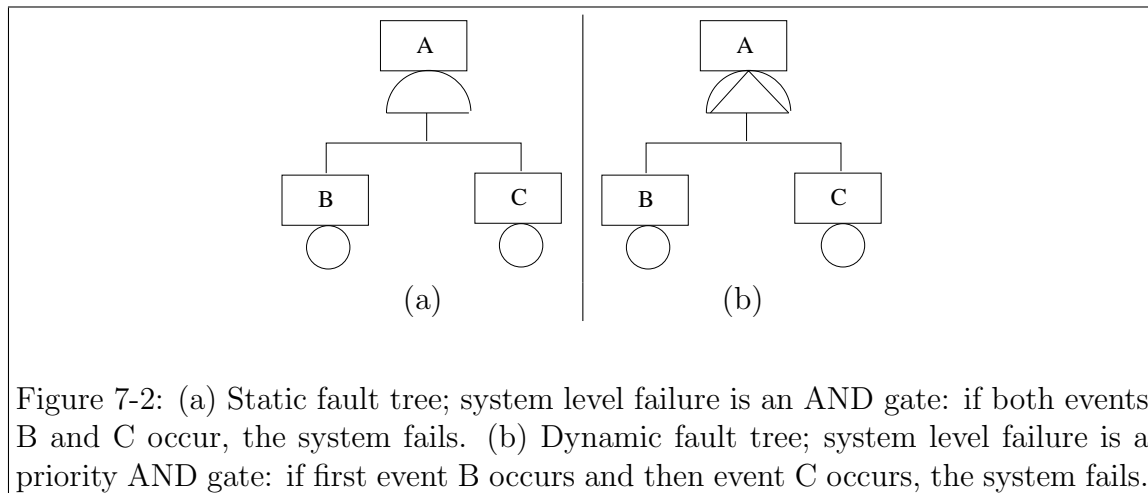 A
A
B
C
B
C
(a)
(b)
Figure 7-2: (a) Static fault tree; system level failure is an AND gate: if both events
B and C occur, the system fails. (b) Dynamic fault tree; system level failure is a
priority AND gate: if first event B occurs and then event C occurs, the system fails.